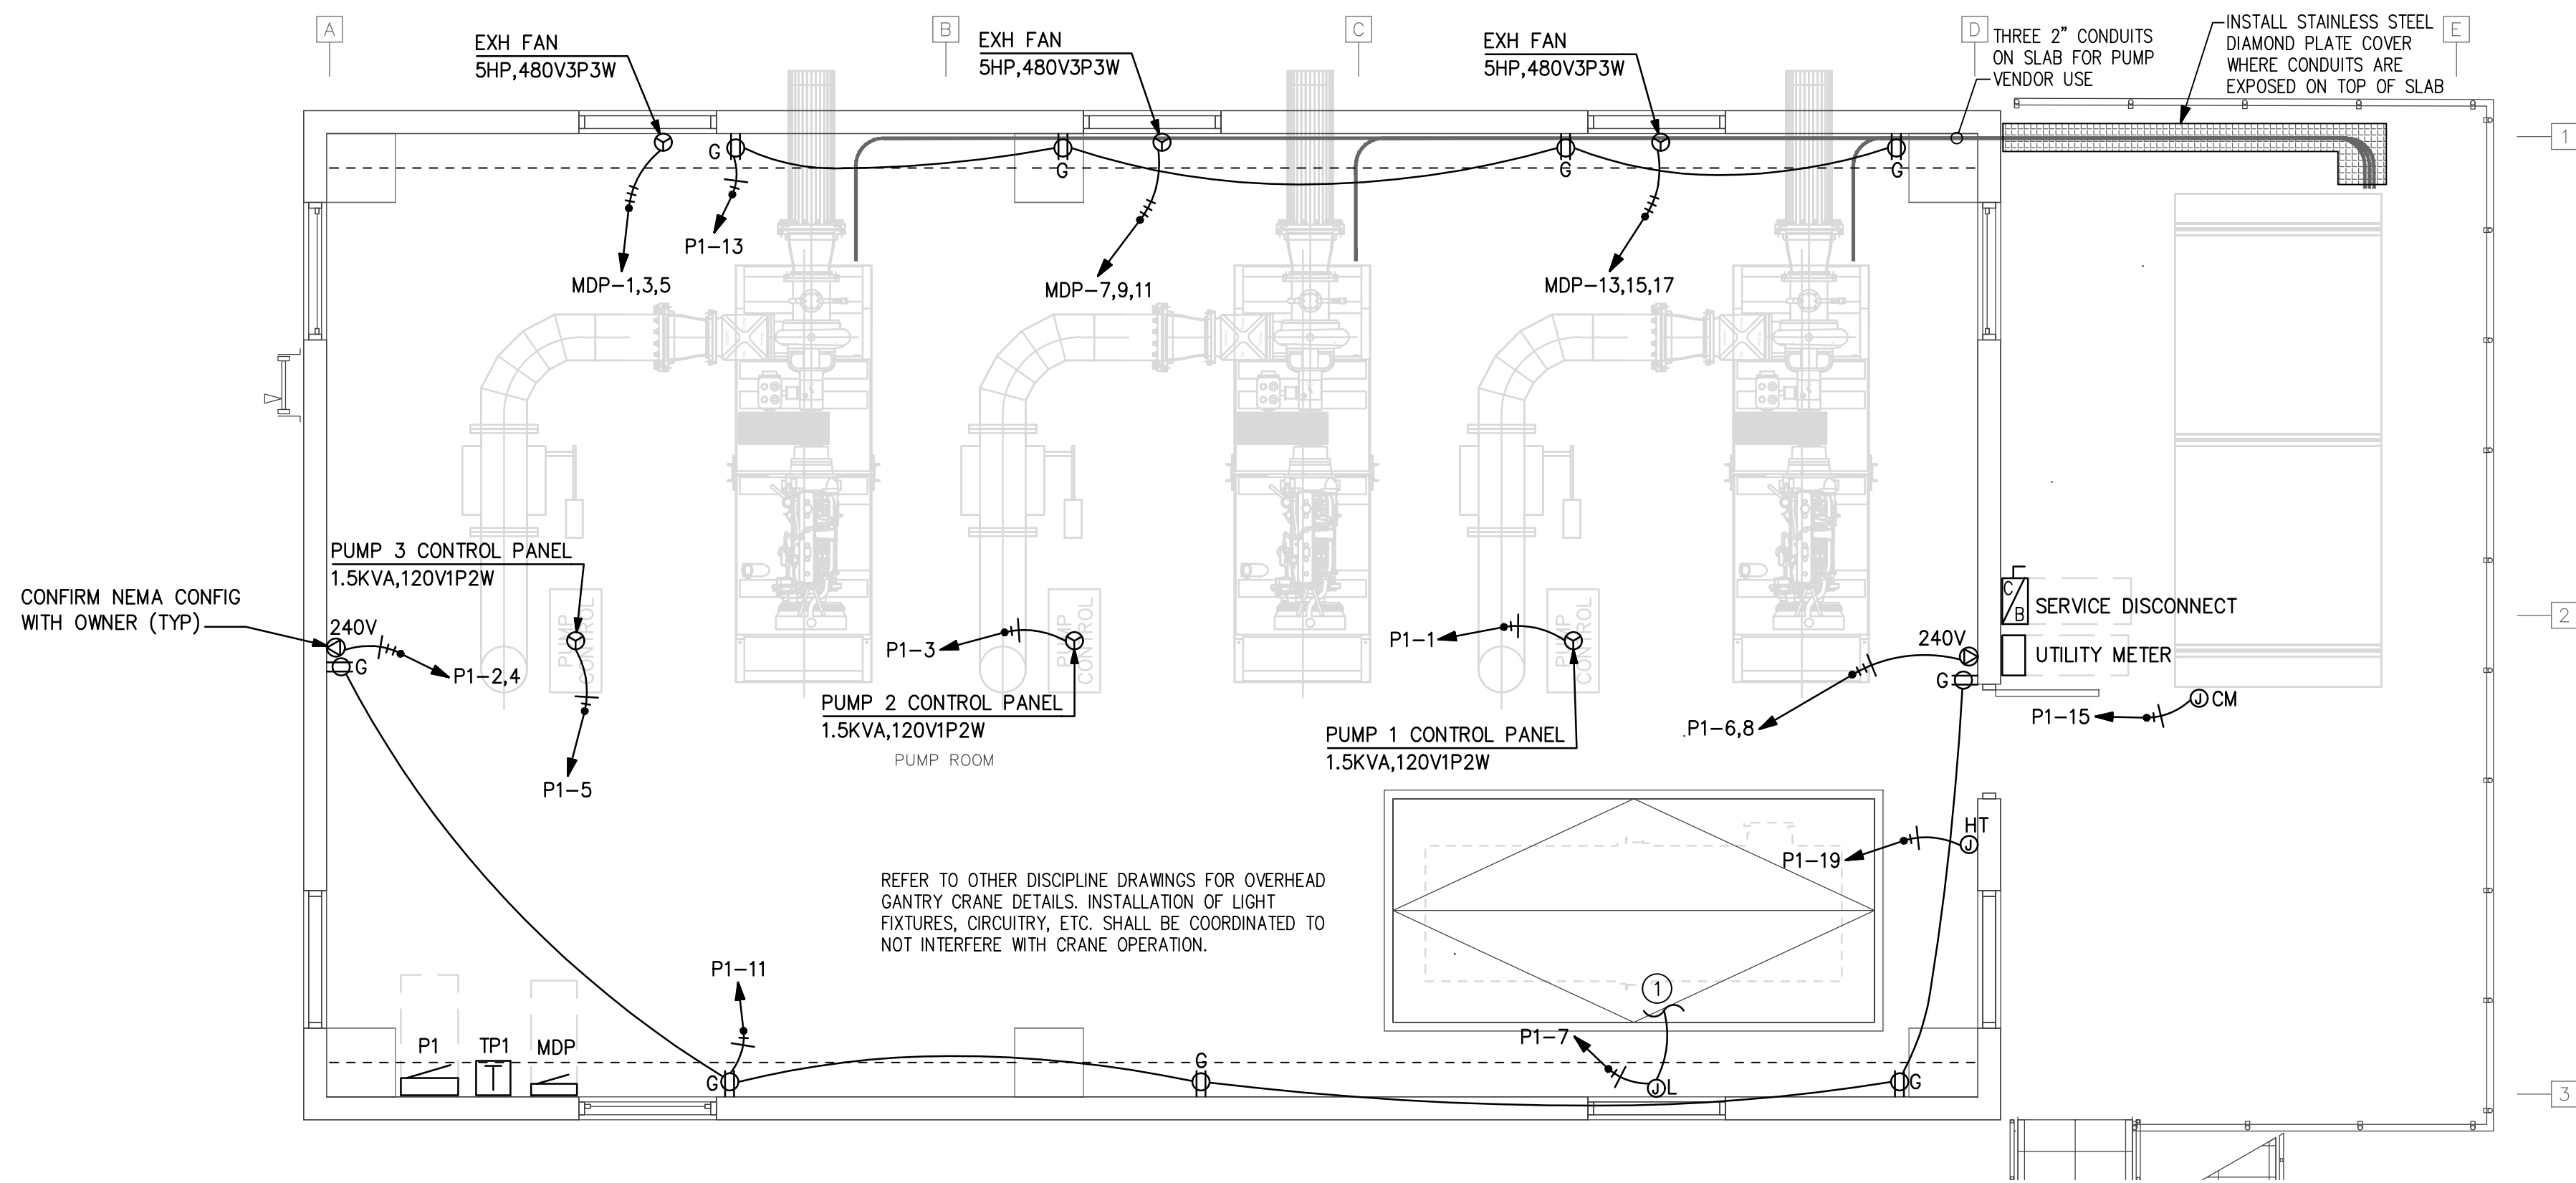 A
B
C
D
E
EXH FAN
5HP,480V3P3W
EXH FAN
5HP,480V3P3W
EXH FAN
5HP,480V3P3W
THREE 2" CONDUITS
ON SLAB FOR PUMP
VENDOR USE
INSTALL STAINLESS STEEL
DIAMOND PLATE COVER
WHERE CONDUITS ARE
EXPOSED ON TOP OF SLAB
1
G
G
G
G
P1-13
MDP-1,3,5
MDP-7,9,11
MDP-13,15,17
PUMP 3 CONTROL PANEL
1.5KVA,120V1P2W
CONFIRM NEMA CONFIG
WITH OWNER (TYP)
240V
G
P1-2,4
PUMP
CONTROL
P1-5
P1-3
PUMP
CONTROL
PUMP 2 CONTROL PANEL
1.5KVA,120V1P2W
PUMP ROOM
P1-1
PUMP
CONTROL
PUMP 1 CONTROL PANEL
1.5KVA,120V1P2W
240V
G
P1-6,8
C/B
SERVICE DISCONNECT
UTILITY METER
2
P1-15
J CM
HT
J
P1-19
REFER TO OTHER DISCIPLINE DRAWINGS FOR OVERHEAD
GANTRY CRANE DETAILS. INSTALLATION OF LIGHT
FIXTURES, CIRCUITRY, ETC. SHALL BE COORDINATED TO
NOT INTERFERE WITH CRANE OPERATION.
P1-11
1
P1-7
P1
TP1
MDP
T
G
G
J L
G
3